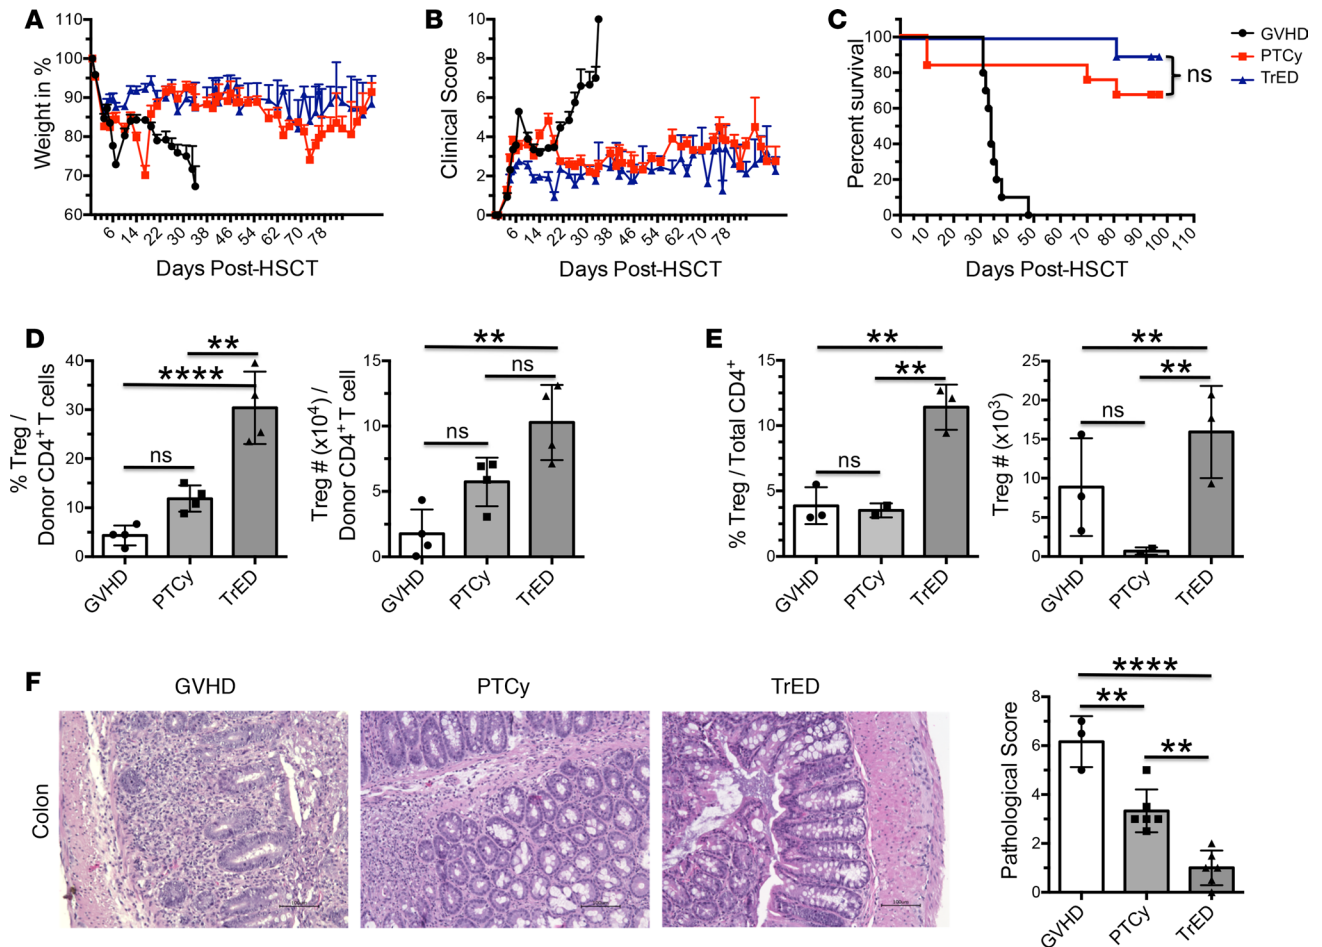 A
110
100
90
80
70
60
Weight in %
6 14 22 30 38 46 54 62 70 78
Days Post-HSCT
B
10
8
6
4
2
0
Clinical Score
6 14 22 30 38 46 54 62 70 78
Days Post-HSCT
C
100
80
60
40
20
0
Percent survival
0 10 20 30 40 50 60 70 80 90 100 110
Days Post-HSCT
ns
GVHD
PTCy
TrED
D
% Treg /
Donor CD4+ T cells
40
30
20
10
0
**
****
ns
GVHD PTCy TrED
Treg # (x10⁴) /
Donor CD4+ T cell
15
10
5
0
**
ns
ns
GVHD PTCy TrED
E
% Treg / Total CD4+
15
10
5
0
**
**
ns
GVHD PTCy TrED
Treg # (x10³)
25
20
15
10
5
0
**
**
ns
GVHD PTCy TrED
F
GVHD PTCy TrED
Colon
100um
Pathological Score
8
6
4
2
0
****
**
**
GVHD PTCy TrED